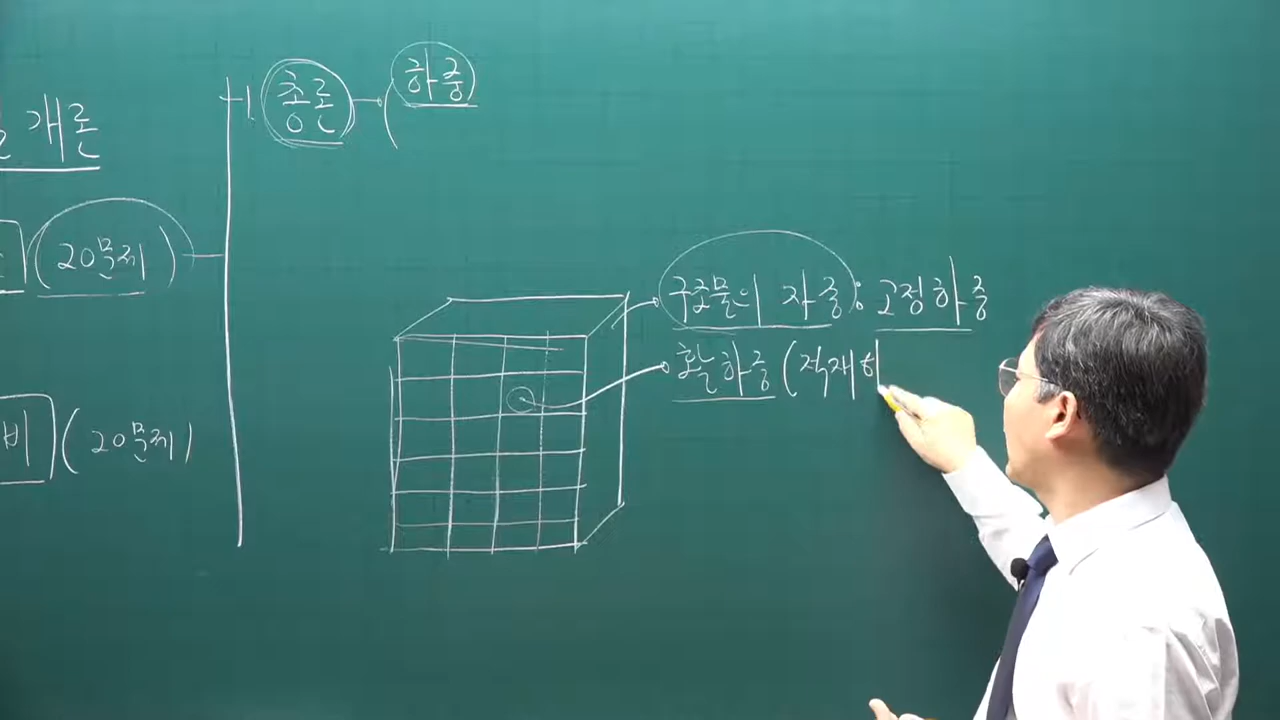 개론
(20문제)
비 (20문제)
1. 총론 ( 하중
구조물의 자중 : 고정하중
활하중 (적재하